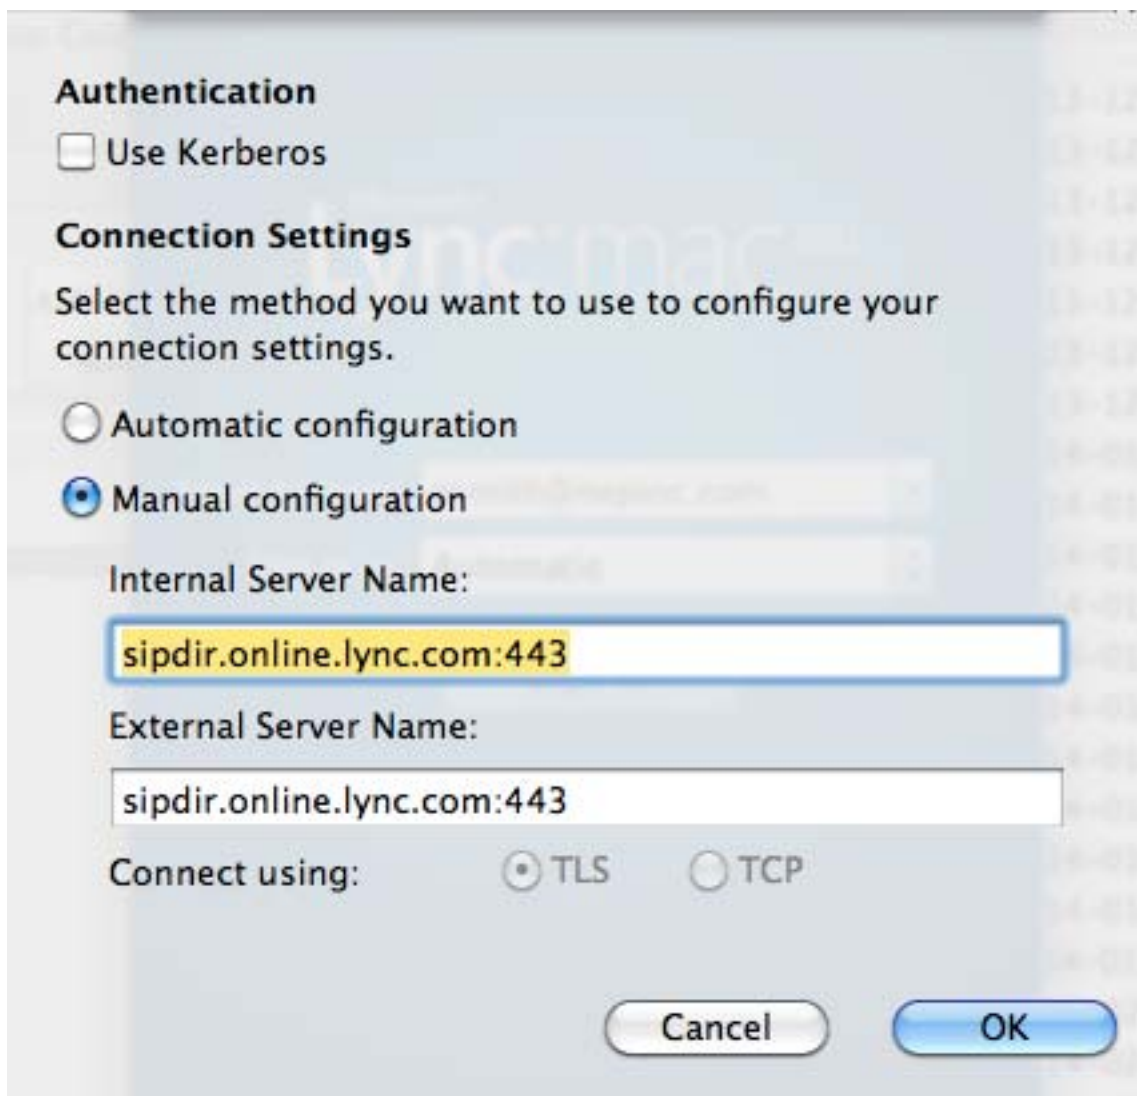 Authentication
Use Kerberos
Connection Settings
Select the method you want to use to configure your
connection settings.
Automatic configuration
Manual configuration
Internal Server Name:
sipdir.online.lync.com:443
External Server Name:
sipdir.online.lync.com:443
Connect using: TLS TCP
Cancel OK